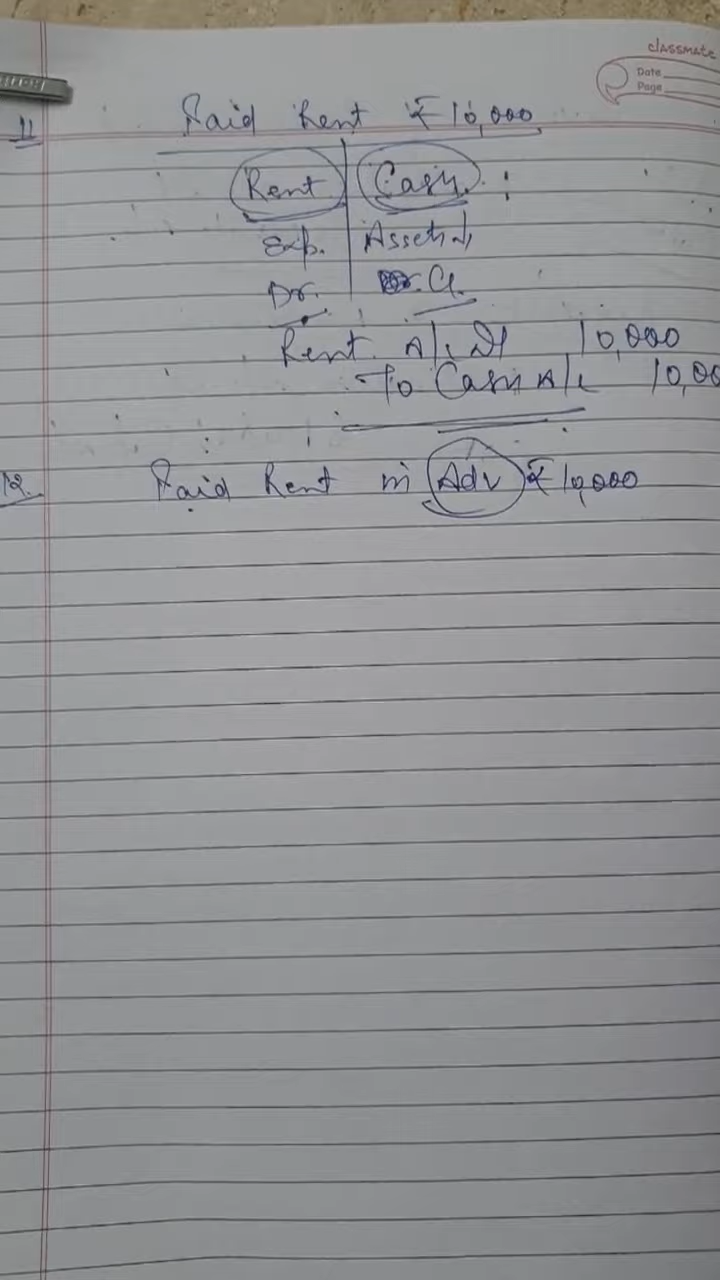 classmate
Date
Page
11 Paid Rent ₹ 10,000
Rent Cash :
Exp. Assets ↓
Dr. Cr.
Rent A/c Dr 10,000
To Cash A/c 10,00
12. Paid Rent in Adv ₹ 10,000